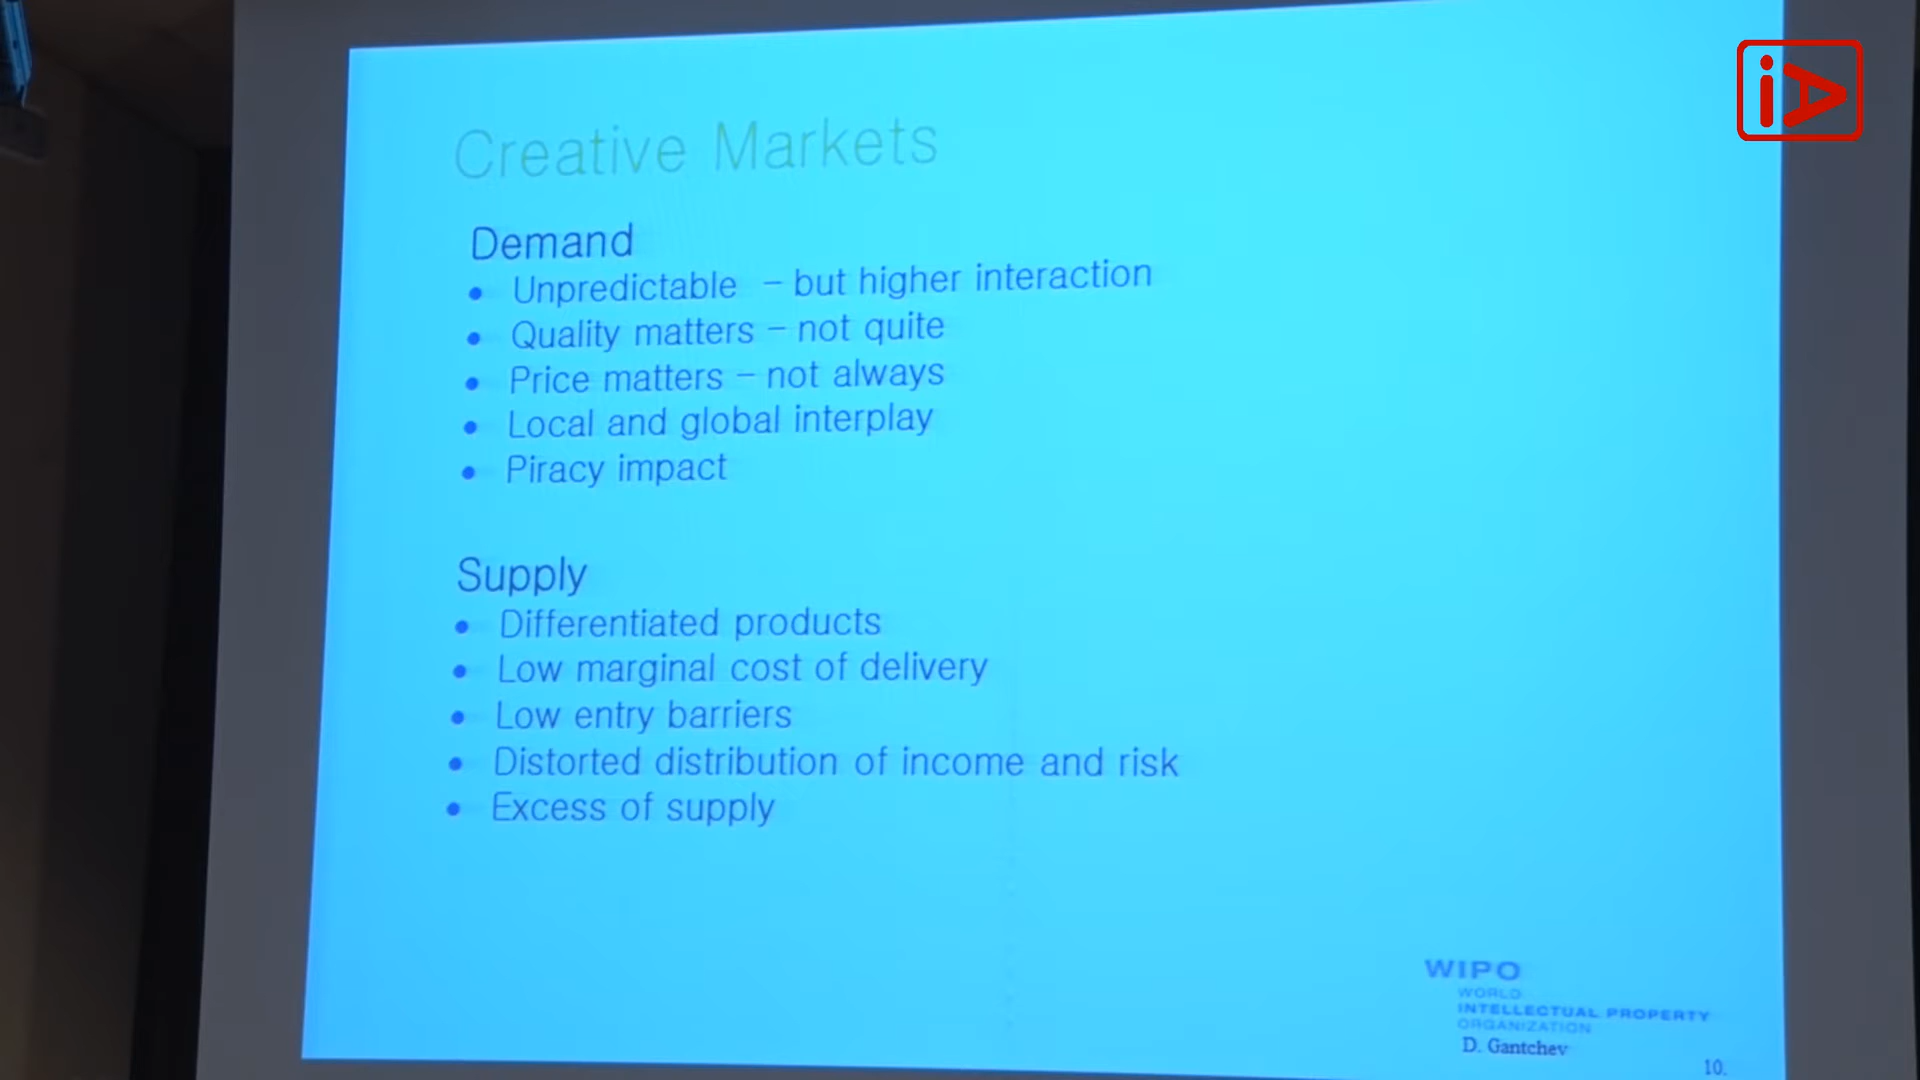 iA
Creative Markets
Demand
• Unpredictable – but higher interaction
• Quality matters – not quite
• Price matters – not always
• Local and global interplay
• Piracy impact
Supply
• Differentiated products
• Low marginal cost of delivery
• Low entry barriers
• Distorted distribution of income and risk
• Excess of supply
WIPO
WORLD
INTELLECTUAL PROPERTY
ORGANIZATION
D. Gantchev
10.